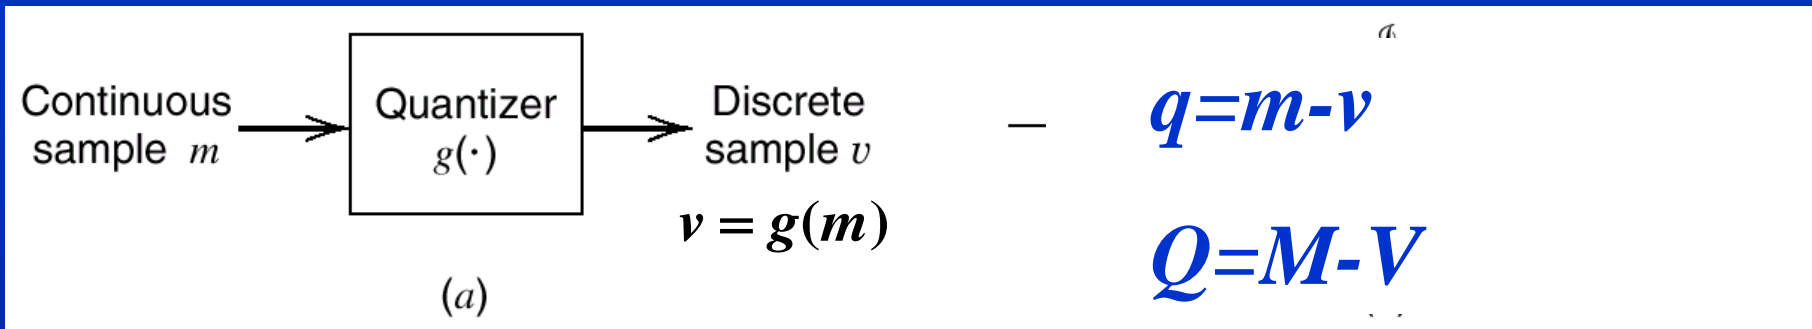 Continuous
sample m
Quantizer
g(·)
Discrete
sample v
v = g(m)
(a)
–
q=m-v
Q=M-V